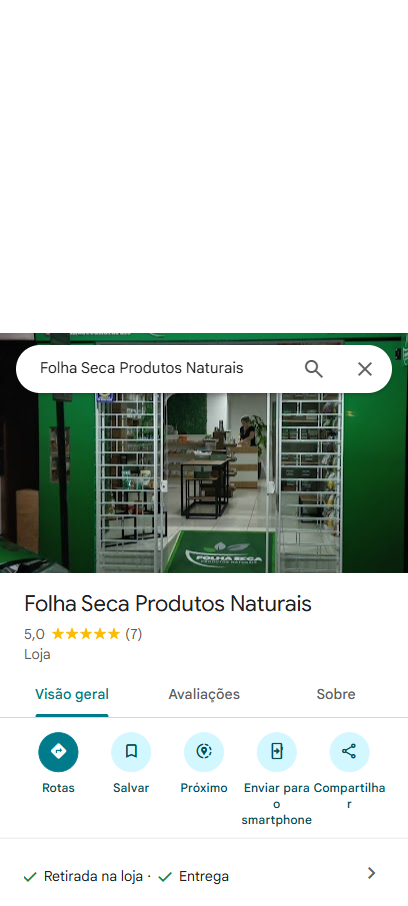 Folha Seca Produtos Naturais
FOLHA SECA
PRODUTOS NATURAIS
Folha Seca Produtos Naturais
5,0 ★★★★★ (7)
Loja
Visão geral Avaliações Sobre
Rotas Salvar Próximo Enviar para o smartphone Compartilhar
Retirada na loja · Entrega